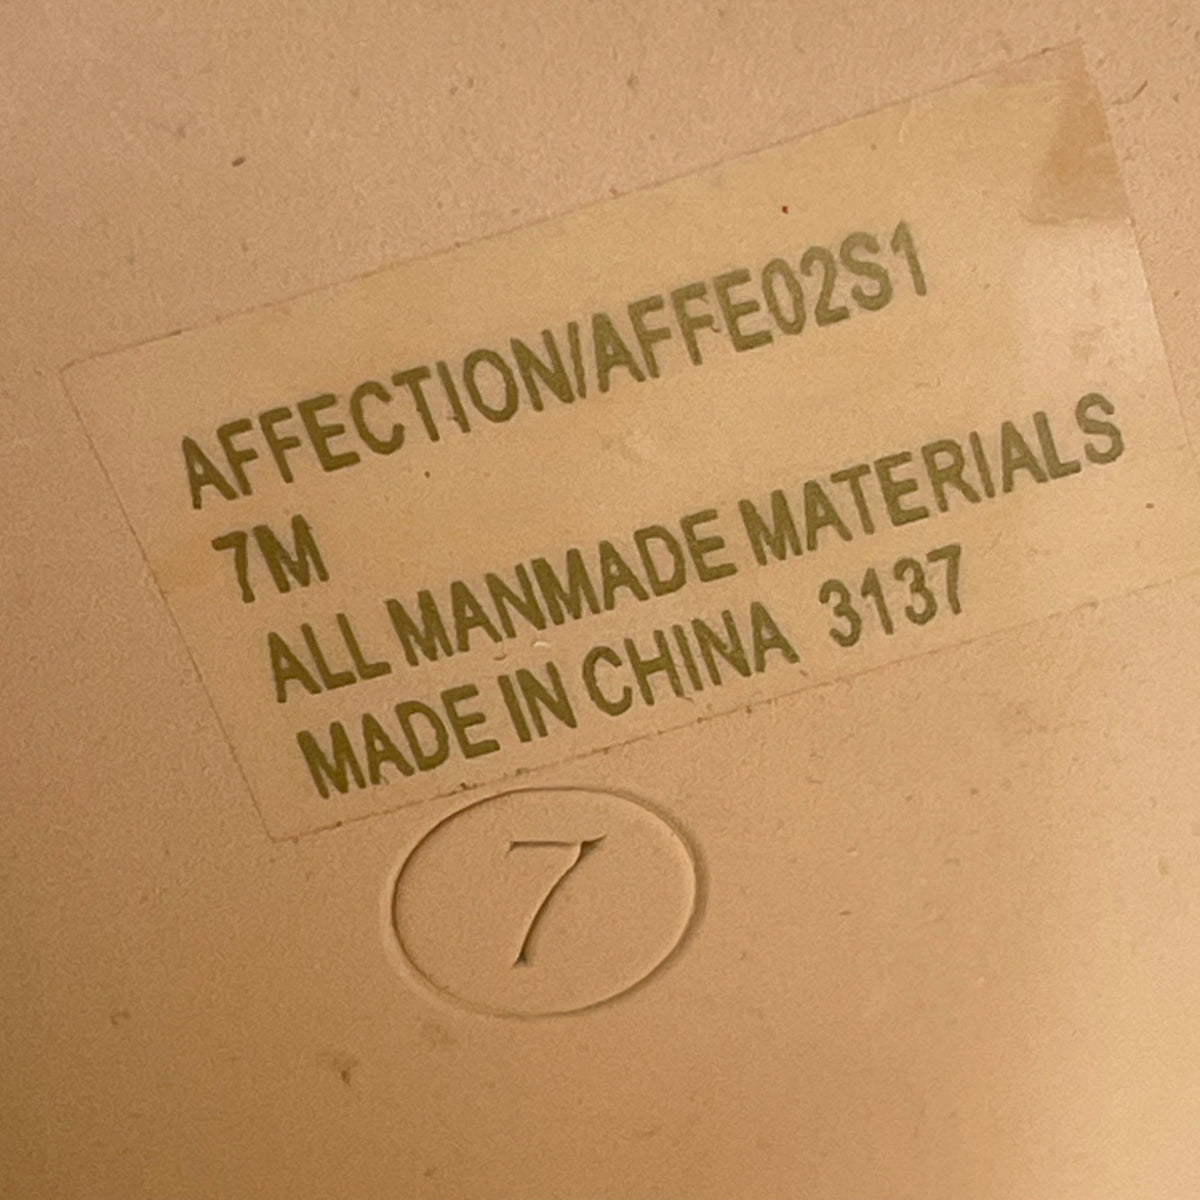 AFFECTION/AFFE02S1
7M
ALL MANMADE MATERIALS
MADE IN CHINA 3137
7